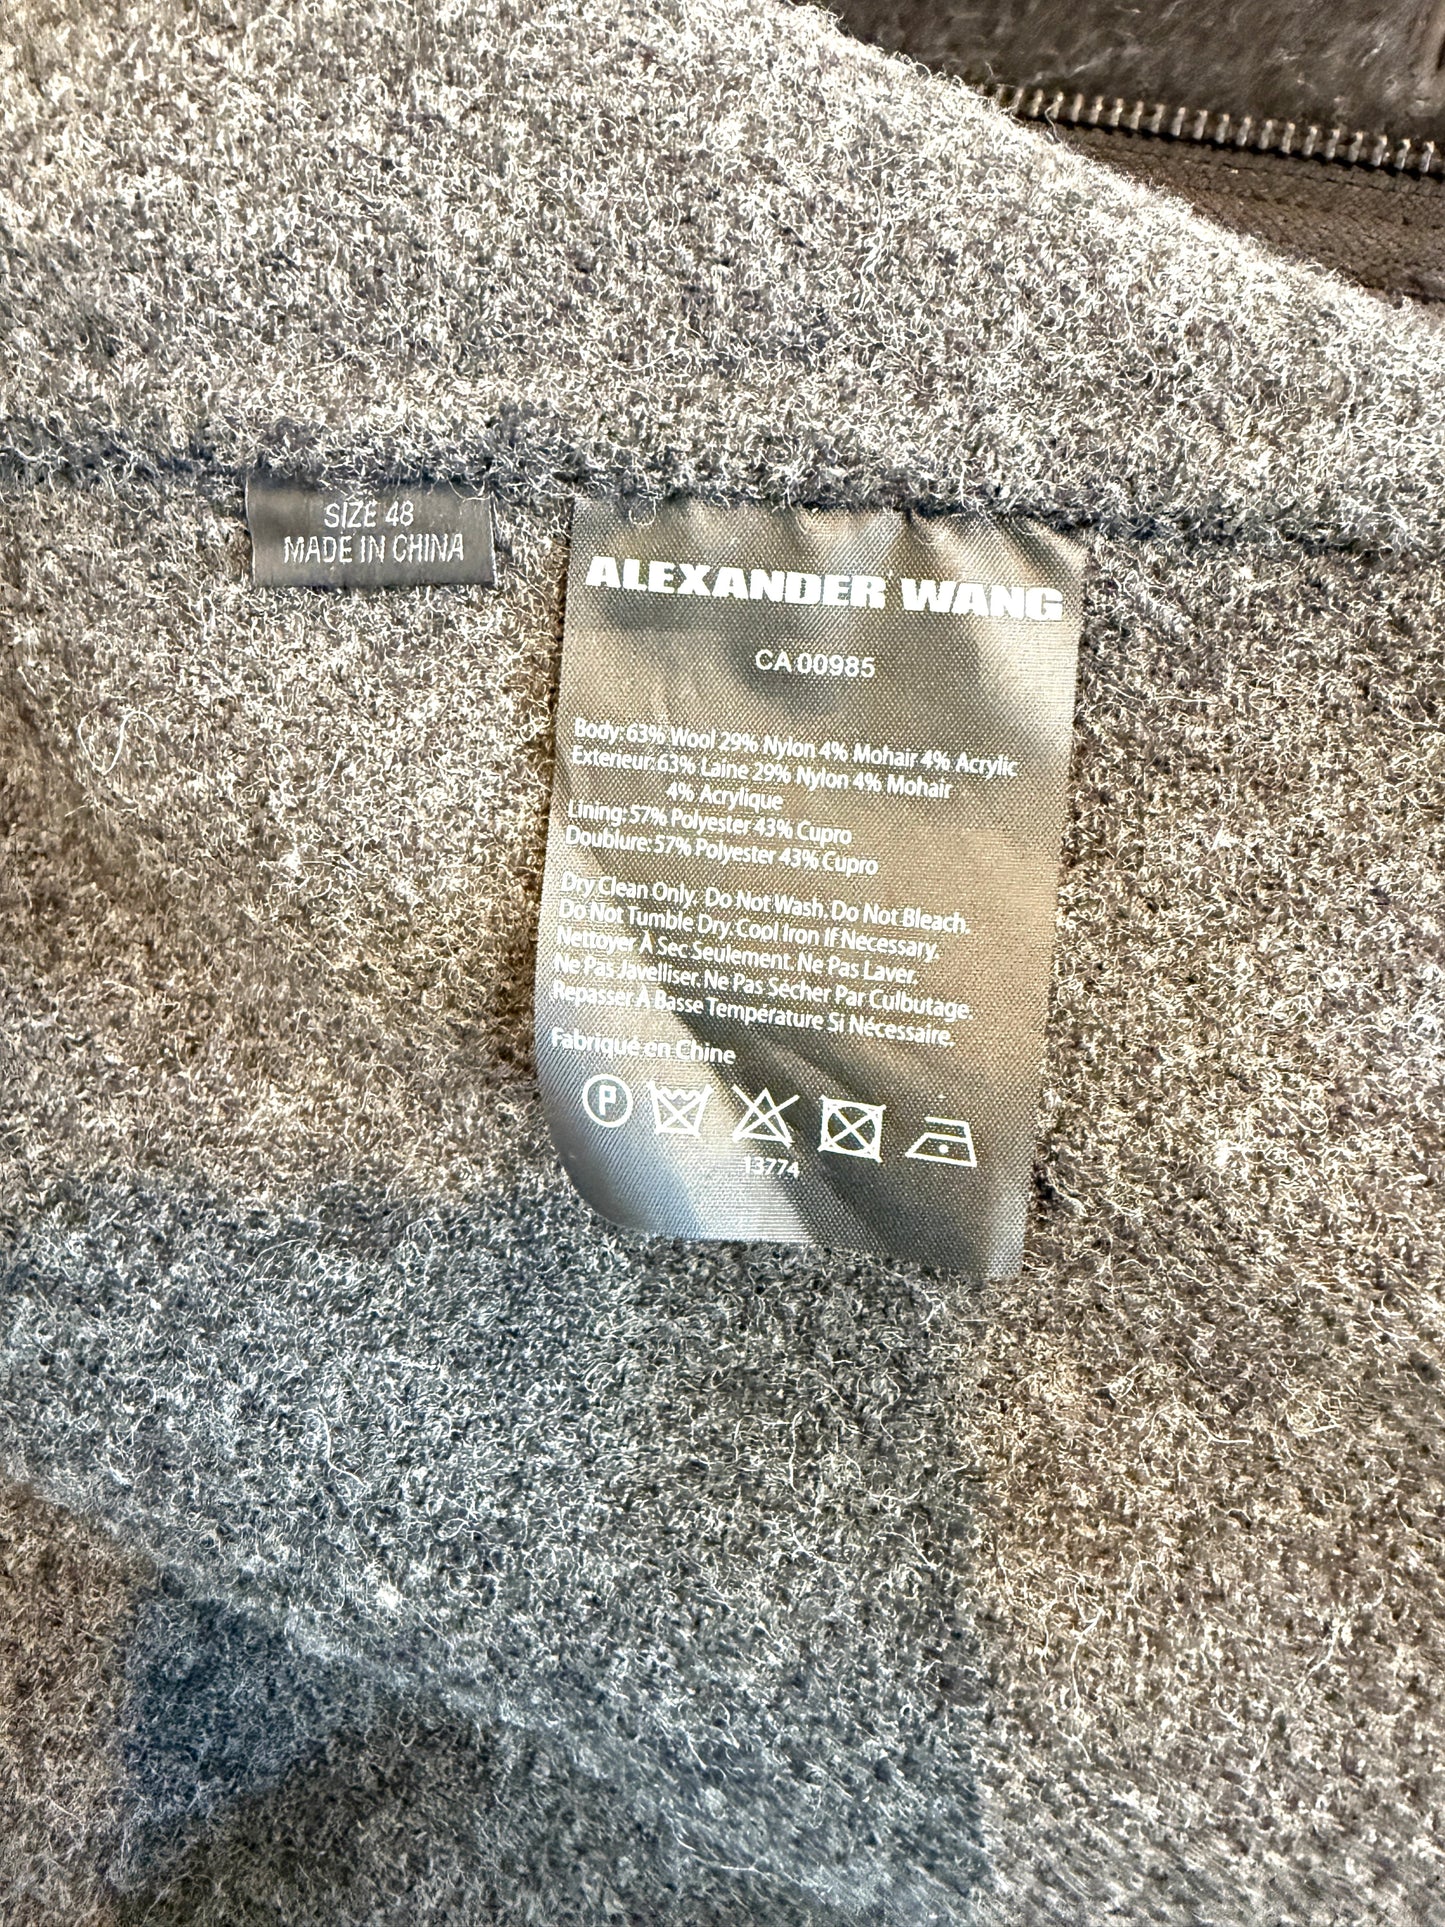 SIZE 48
MADE IN CHINA
ALEXANDER WANG
CA 00985
Body: 63% Wool 29% Nylon 4% Mohair 4% Acrylic
Exterieur: 63% Laine 29% Nylon 4% Mohair
4% Acrylique
Lining: 57% Polyester 43% Cupro
Doublure: 57% Polyester 43% Cupro
Dry Clean Only. Do Not Wash. Do Not Bleach.
Do Not Tumble Dry. Cool Iron If Necessary.
Nettoyer À Sec Seulement. Ne Pas Laver.
Ne Pas Javelliser. Ne Pas Sécher Par Culbutage.
Repasser À Basse Température Si Nécessaire.
Fabriqué en Chine
P
13774